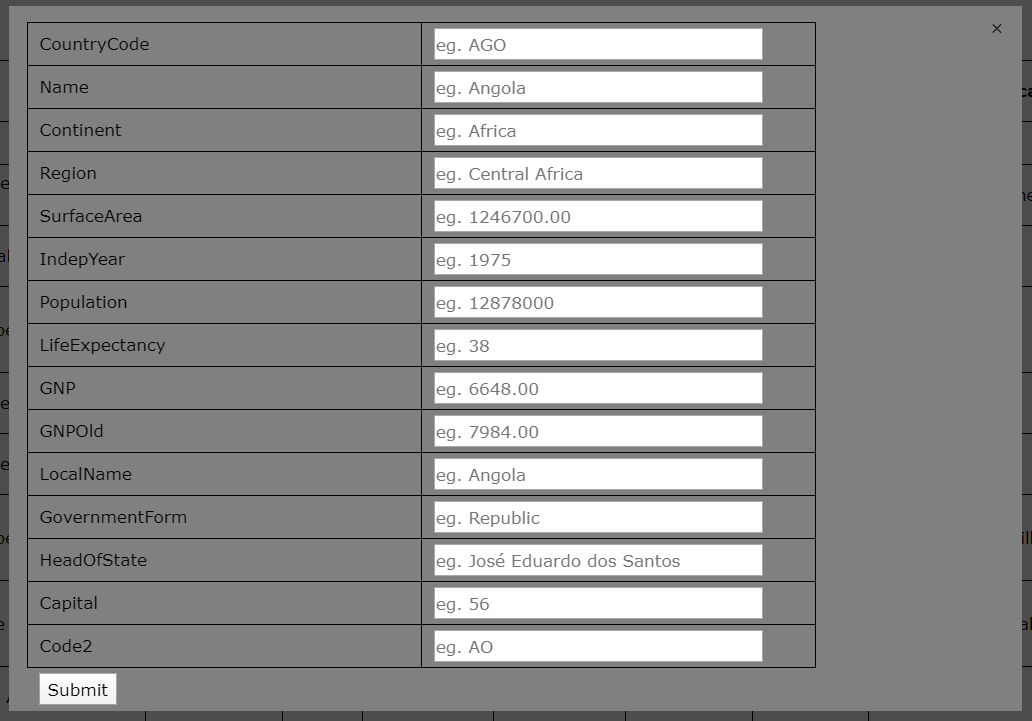 ×
CountryCode eg. AGO
Name eg. Angola
Continent eg. Africa
Region eg. Central Africa
SurfaceArea eg. 1246700.00
IndepYear eg. 1975
Population eg. 12878000
LifeExpectancy eg. 38
GNP eg. 6648.00
GNPOld eg. 7984.00
LocalName eg. Angola
GovernmentForm eg. Republic
HeadOfState eg. José Eduardo dos Santos
Capital eg. 56
Code2 eg. AO
Submit